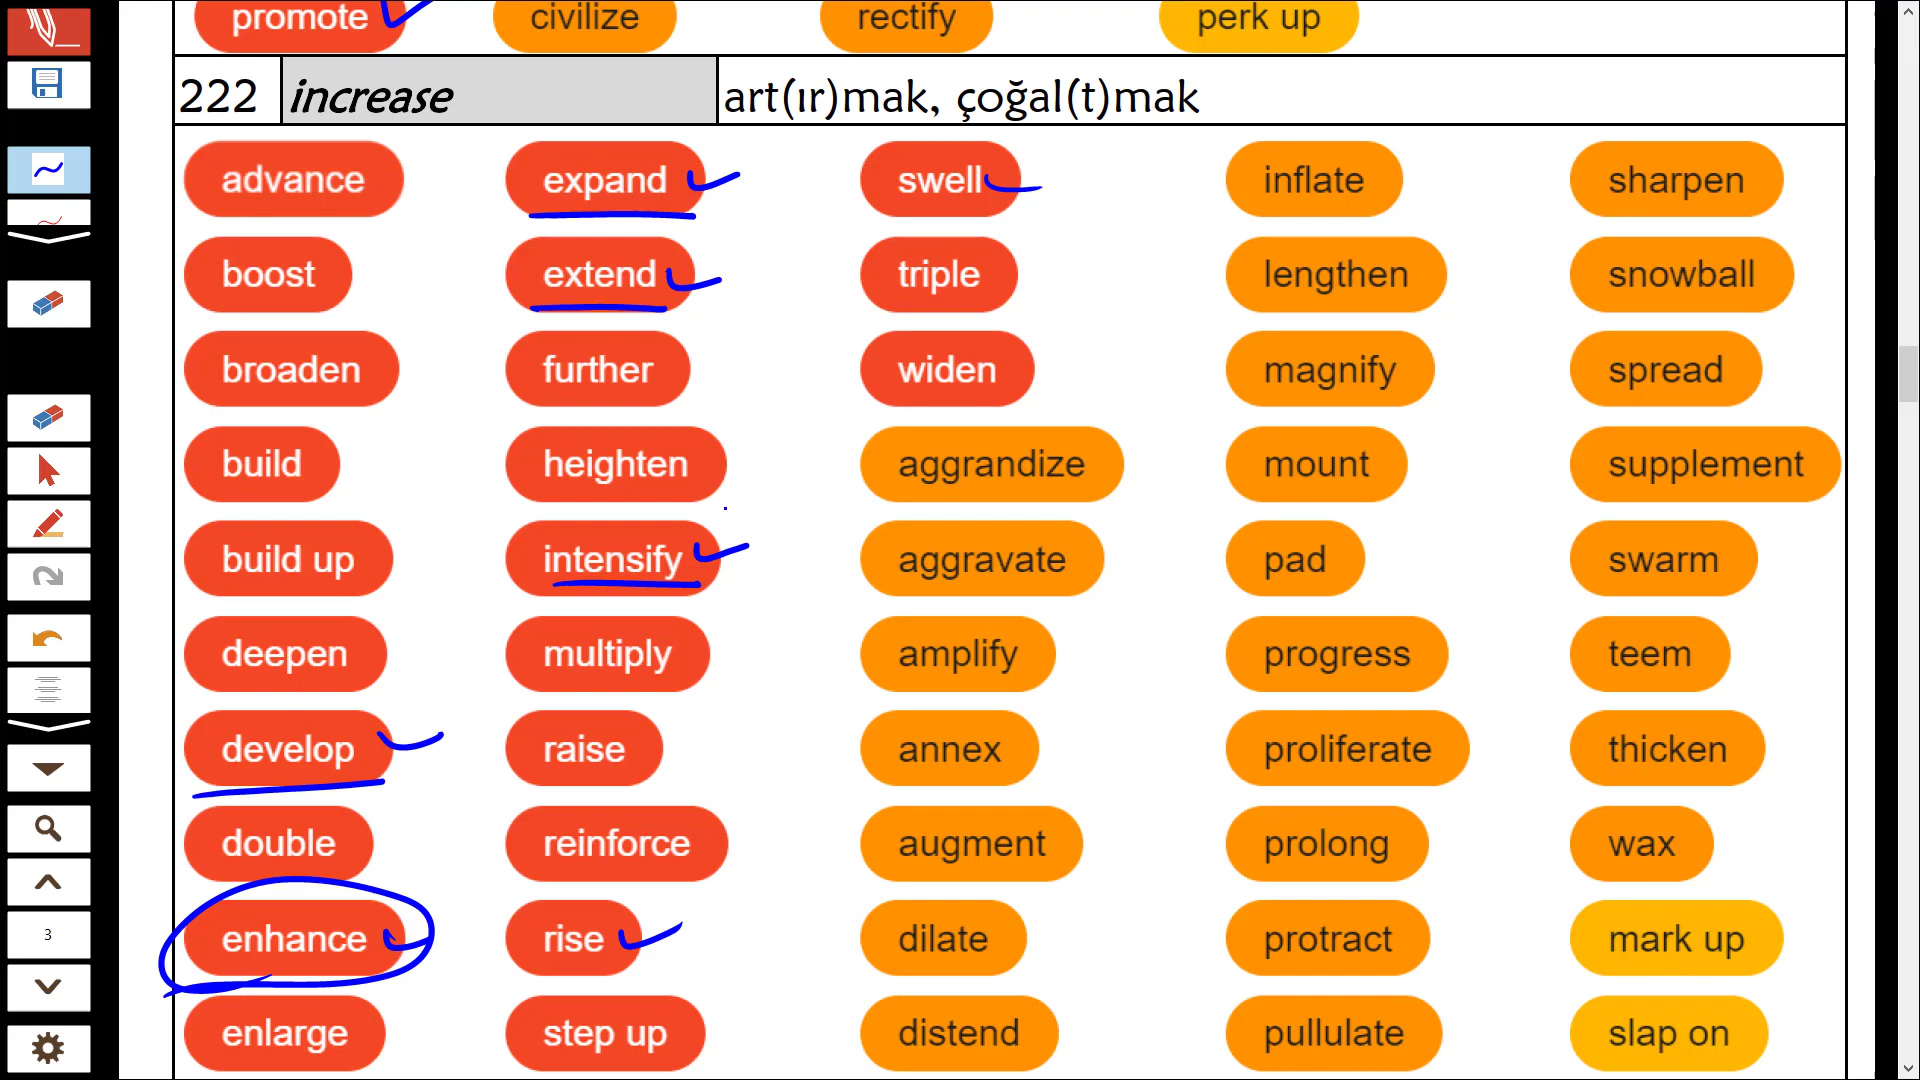 promote civilize rectify perk up
222 increase art(ır)mak, çoğal(t)mak
advance expand swell inflate sharpen
boost extend triple lengthen snowball
broaden further widen magnify spread
build heighten aggrandize mount supplement
build up intensify aggravate pad swarm
deepen multiply amplify progress teem
develop raise annex proliferate thicken
double reinforce augment prolong wax
enhance rise dilate protract mark up
3
enlarge step up distend pullulate slap on